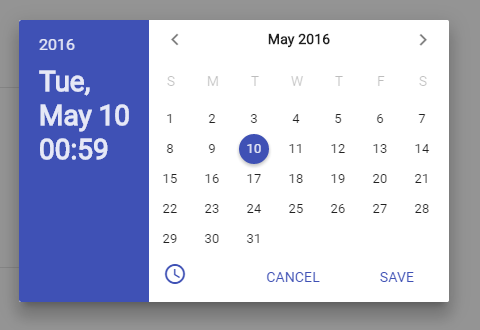 2016
Tue,
May 10
00:59
May 2016
S M T W T F S
1 2 3 4 5 6 7
8 9 10 11 12 13 14
15 16 17 18 19 20 21
22 23 24 25 26 27 28
29 30 31
CANCEL SAVE